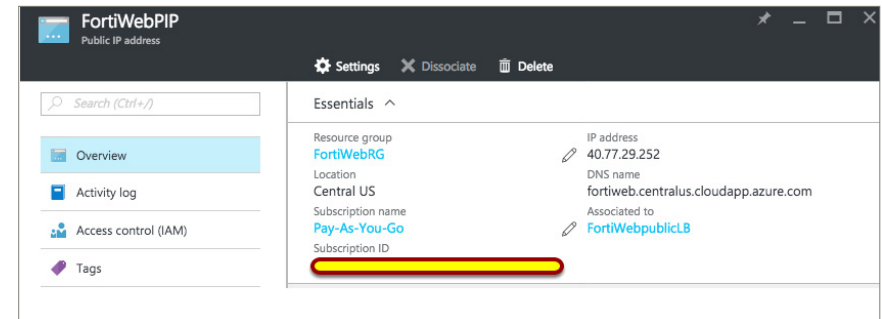 FortiWebPIP
Public IP address
Settings Dissociate Delete
Search (Ctrl+/)
Overview
Activity log
Access control (IAM)
Tags
Essentials
Resource group
FortiWebRG
Location
Central US
Subscription name
Pay-As-You-Go
Subscription ID
IP address
40.77.29.252
DNS name
fortiweb.centralus.cloudapp.azure.com
Associated to
FortiWebpublicLB